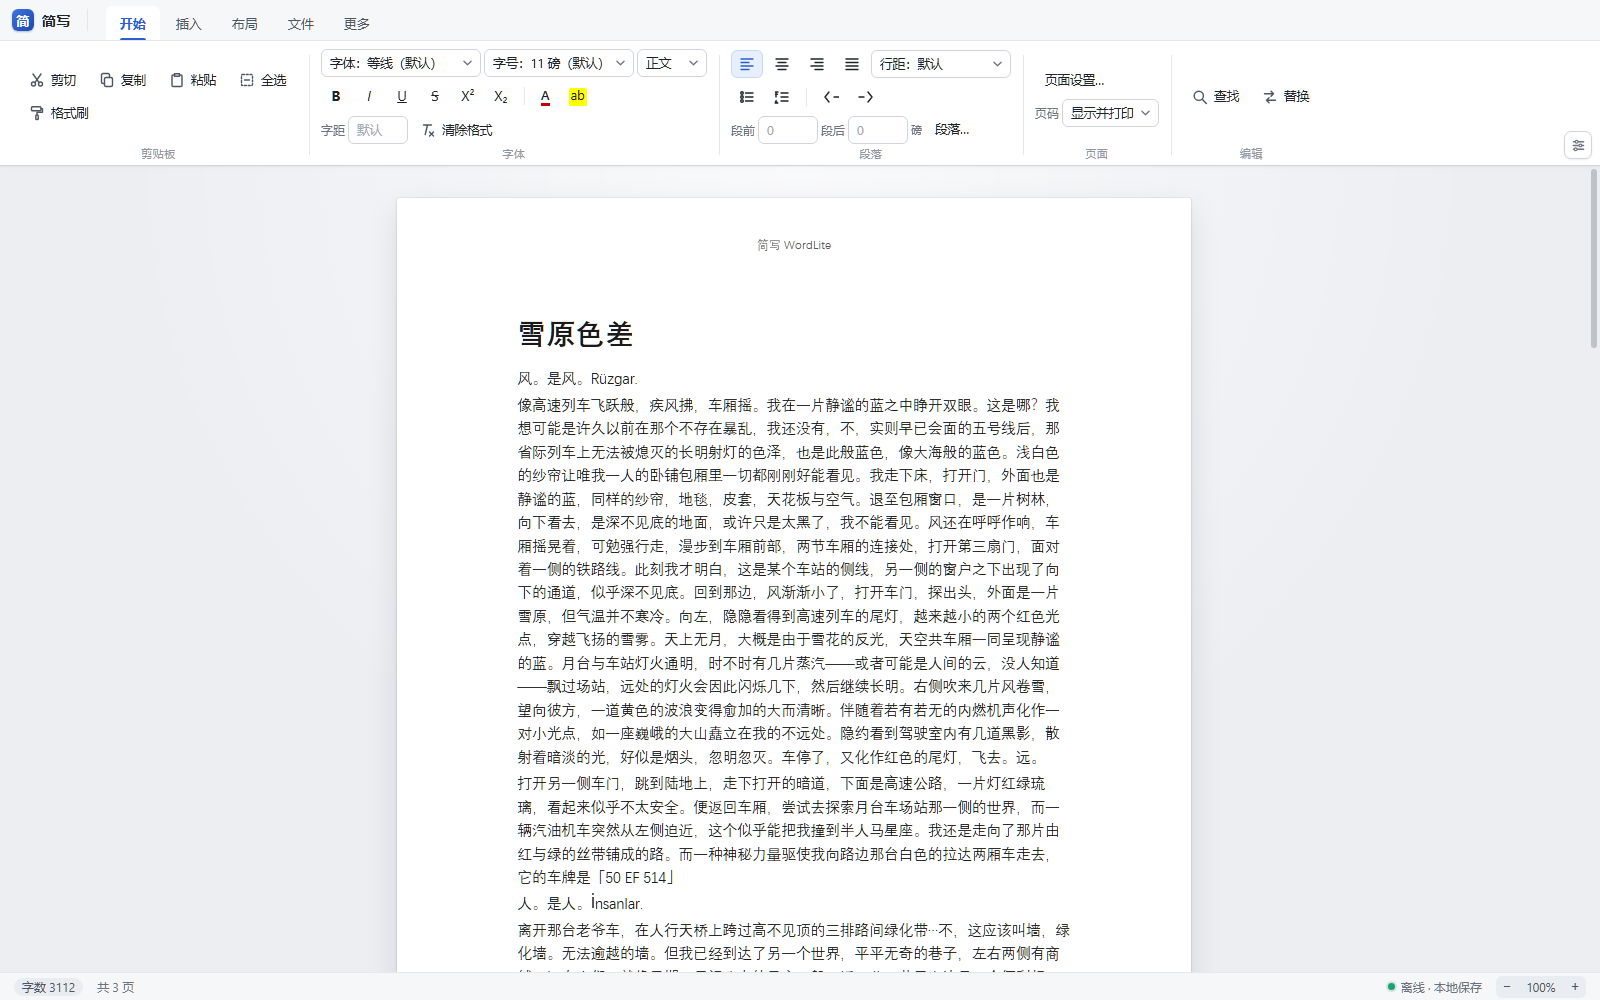 简 简写 开始 插入 布局 文件 更多
剪切 复制 粘贴 全选
格式刷
剪贴板
字体：等线（默认） 字号：11 磅（默认） 正文
B I U S X² X₂ A ab
字距 默认 清除格式
字体
行距：默认
段前 0 段后 0 磅 段落...
段落
页面设置...
页码 显示并打印
页面
查找 替换
编辑
简写 WordLite
雪原色差
风。是风。Rüzgar.
像高速列车飞跃般，疾风拂，车厢摇。我在一片静谧的蓝之中睁开双眼。这是哪？我
想可能是许久以前在那个不存在暴乱，我还没有，不，实则早已会面的五号线后，那
省际列车上无法被熄灭的长明射灯的色泽，也是此般蓝色，像大海般的蓝色。浅白色
的纱帘让唯我一人的卧铺包厢里一切都刚刚好能看见。我走下床，打开门，外面也是
静谧的蓝，同样的纱帘，地毯，皮套，天花板与空气。退至包厢窗口，是一片树林，
向下看去，是深不见底的地面，或许只是太黑了，我不能看见。风还在呼呼作响，车
厢摇晃着，可勉强行走，漫步到车厢前部，两节车厢的连接处，打开第三扇门，面对
着一侧的铁路线。此刻我才明白，这是某个车站的侧线，另一侧的窗户之下出现了向
下的通道，似乎深不见底。回到那边，风渐渐小了，打开车门，探出头，外面是一片
雪原，但气温并不寒冷。向左，隐隐看得到高速列车的尾灯，越来越小的两个红色光
点，穿越飞扬的雪雾。天上无月，大概是由于雪花的反光，天空共车厢一同呈现静谧
的蓝。月台与车站灯火通明，时不时有几片蒸汽——或者可能是人间的云，没人知道
——飘过场站，远处的灯火会因此闪烁几下，然后继续长明。右侧吹来几片风卷雪，
望向彼方，一道黄色的波浪变得愈加的大而清晰。伴随着若有若无的内燃机声化作一
对小光点，如一座巍峨的大山矗立在我的不远处。隐约看到驾驶室内有几道黑影，散
射着暗淡的光，好似是烟头，忽明忽灭。车停了，又化作红色的尾灯，飞去。远。
打开另一侧车门，跳到陆地上，走下打开的暗道，下面是高速公路，一片灯红绿琉
璃，看起来似乎不太安全。便返回车厢，尝试去探索月台车场站那一侧的世界，而一
辆汽油机车突然从左侧迫近，这个似乎能把我撞到半人马星座。我还是走向了那片由
红与绿的丝带铺成的路。而一种神秘力量驱使我向路边那台白色的拉达两厢车走去，
它的车牌是「50 EF 514」
人。是人。İnsanlar.
离开那台老爷车，在人行天桥上跨过高不见顶的三排路间绿化带…不，这应该叫墙，绿
化墙。无法逾越的墙。但我已经到达了另一个世界，平平无奇的巷子，左右两侧有商
字数 3112 共 3 页 离线 · 本地保存 − 100% +